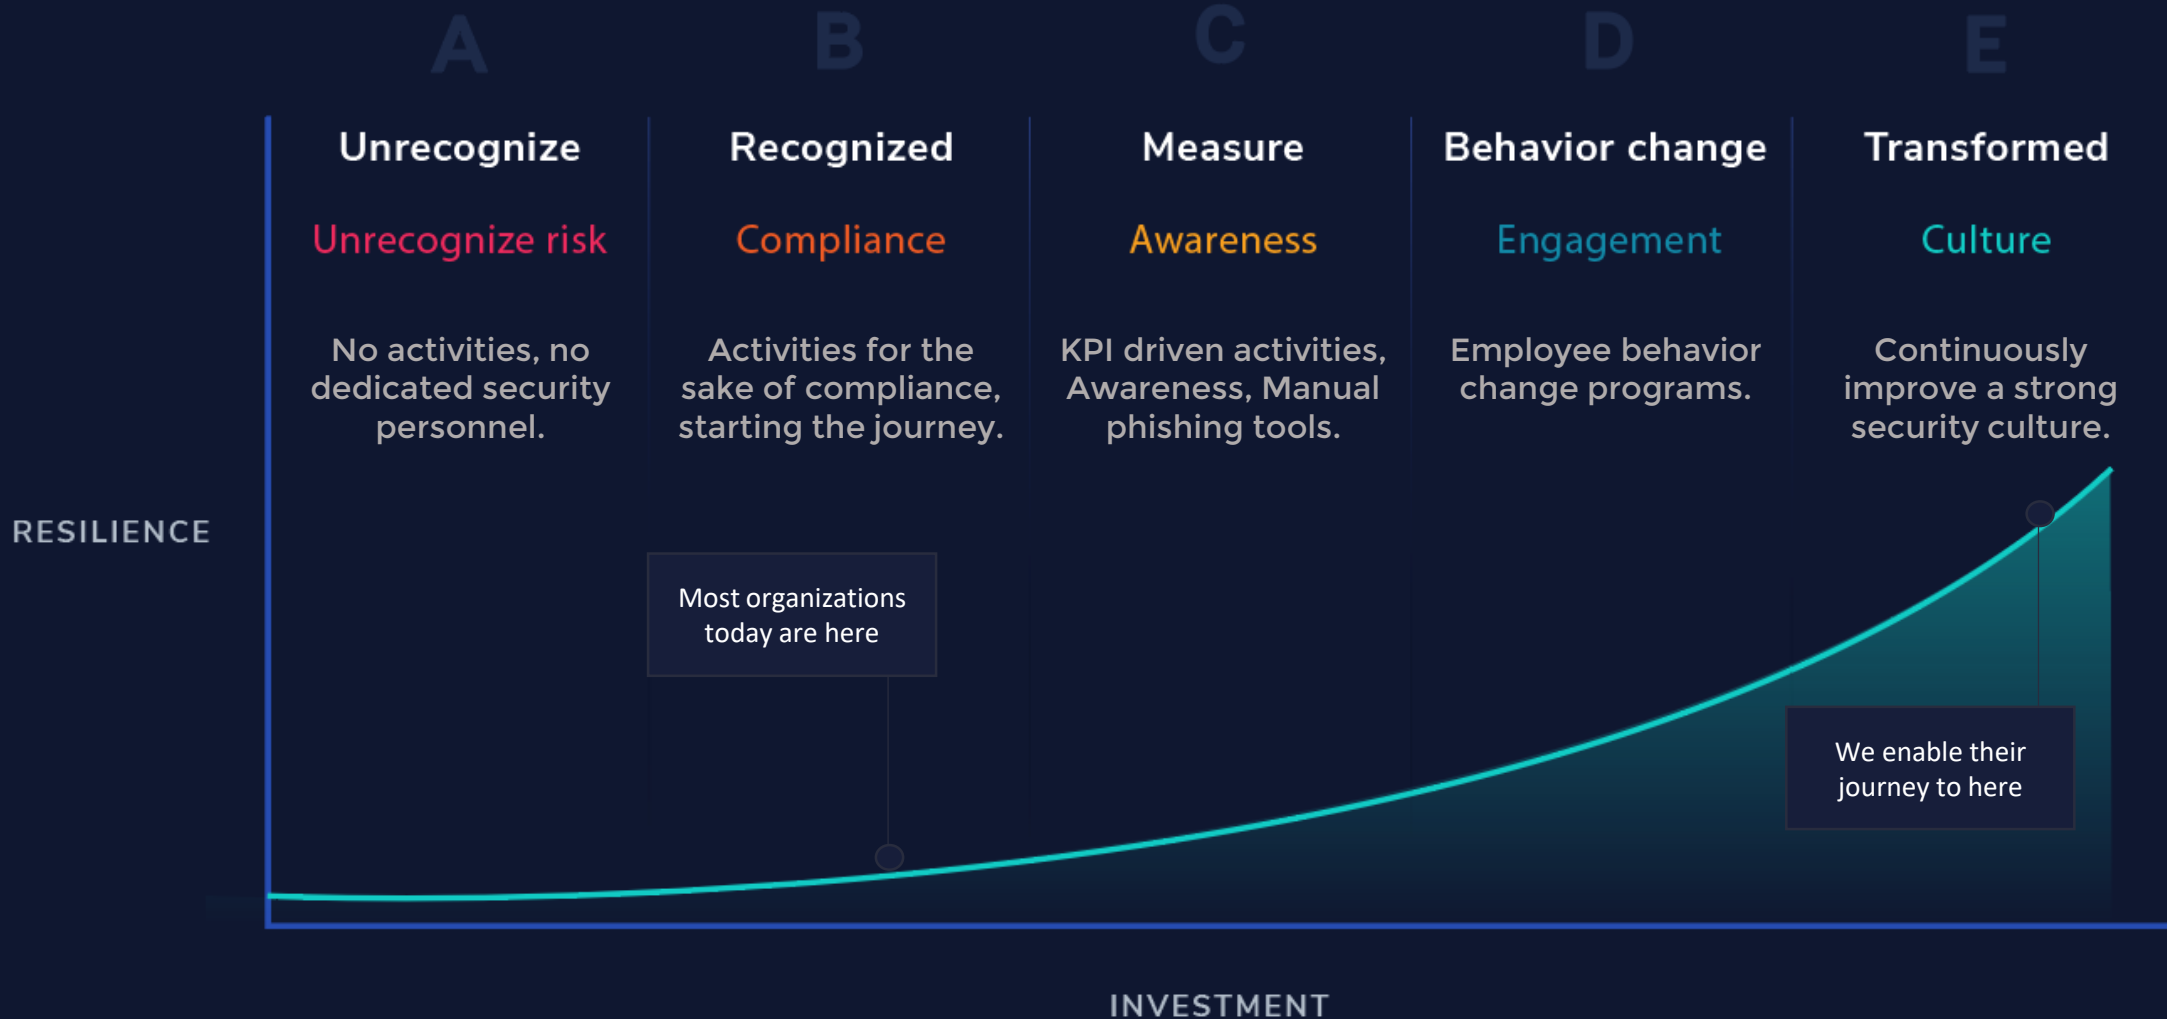 A
B
C
D
E
Unrecognize
Recognized
Measure
Behavior change
Transformed
Unrecognize risk
Compliance
Awareness
Engagement
Culture
No activities, no
dedicated security
personnel.
Activities for the
sake of compliance,
starting the journey.
KPI driven activities,
Awareness, Manual
phishing tools.
Employee behavior
change programs.
Continuously
improve a strong
security culture.
RESILIENCE
Most organizations
today are here
We enable their
journey to here
INVESTMENT